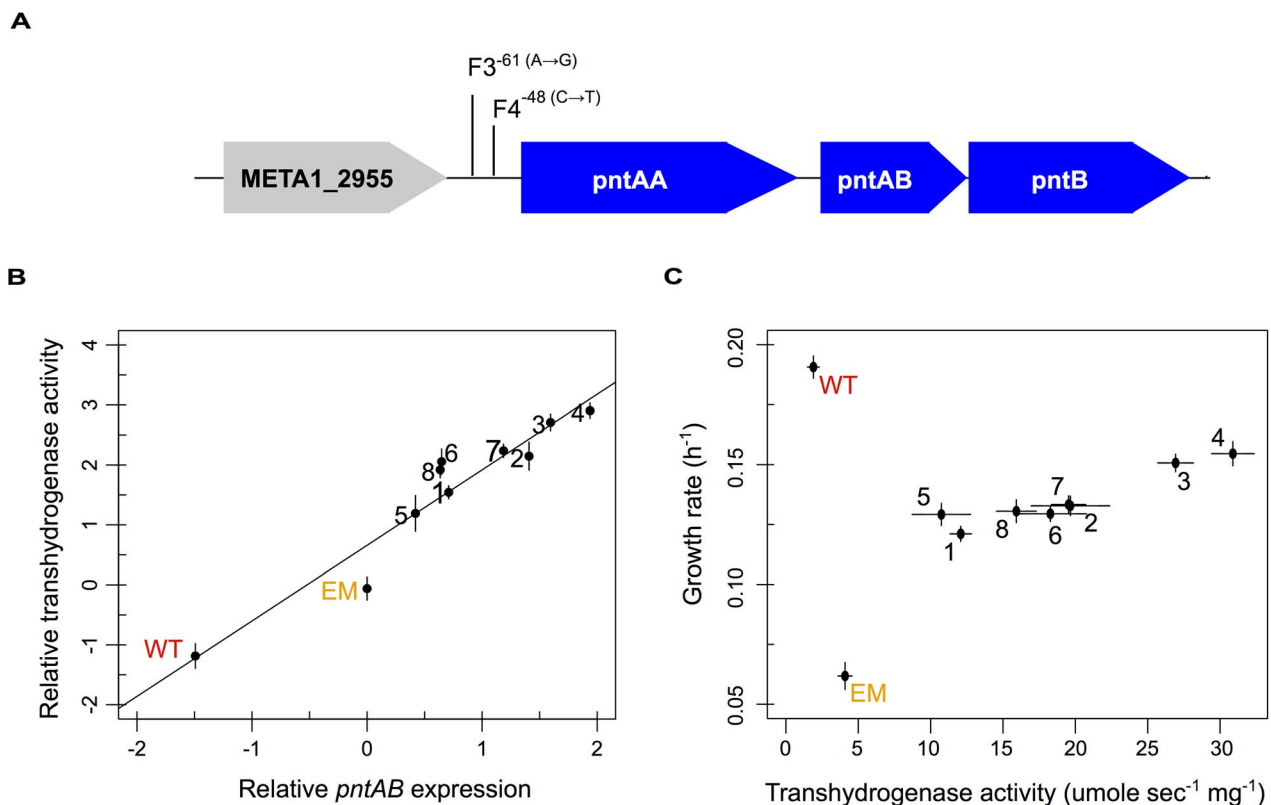 A
F3-61 (A→G)
F4-48 (C→T)
META1_2955
pntAA
pntAB
pntB
B
C
Relative transhydrogenase activity
4
3
2
1
0
-1
-2
WT
EM
5
8
6
1
7
2
3
4
-2
-1
0
1
2
Relative pntAB expression
Growth rate (h-1)
0.20
0.15
0.10
0.05
WT
EM
5
1
8
6
7
2
3
4
0
5
10
15
20
25
30
Transhydrogenase activity (umole sec-1 mg-1)